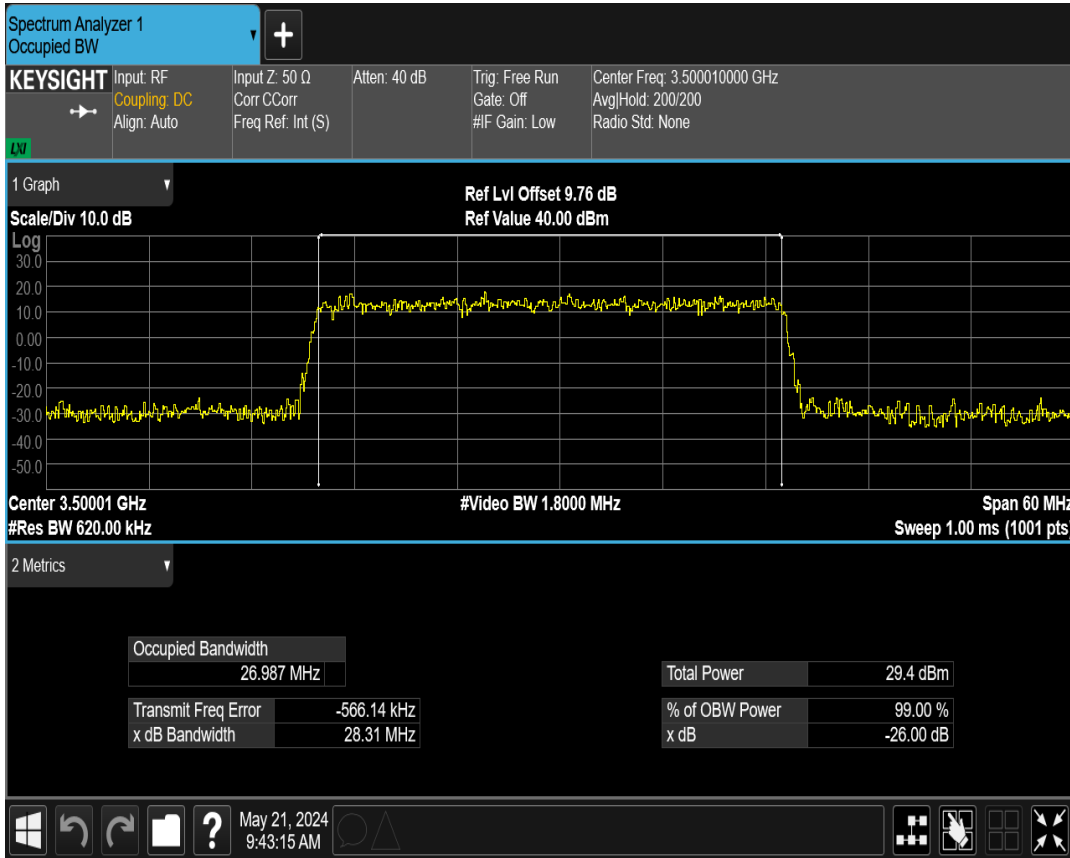 Spectrum Analyzer 1
Occupied BW
+
KEYSIGHT
LXI
Input: RF
Coupling: DC
Align: Auto
Input Z: 50 Ω
Corr CCorr
Freq Ref: Int (S)
Atten: 40 dB
Trig: Free Run
Gate: Off
#IF Gain: Low
Center Freq: 3.500010000 GHz
Avg|Hold: 200/200
Radio Std: None
1 Graph
Scale/Div 10.0 dB
Ref Lvl Offset 9.76 dB
Ref Value 40.00 dBm
Log
30.0
20.0
10.0
0.00
-10.0
-20.0
-30.0
-40.0
-50.0
Center 3.50001 GHz
#Video BW 1.8000 MHz
Span 60 MHz
#Res BW 620.00 kHz
Sweep 1.00 ms (1001 pts)
2 Metrics
Occupied Bandwidth
26.987 MHz
Transmit Freq Error -566.14 kHz
x dB Bandwidth 28.31 MHz
Total Power 29.4 dBm
% of OBW Power 99.00 %
x dB -26.00 dB
?
May 21, 2024
9:43:15 AM